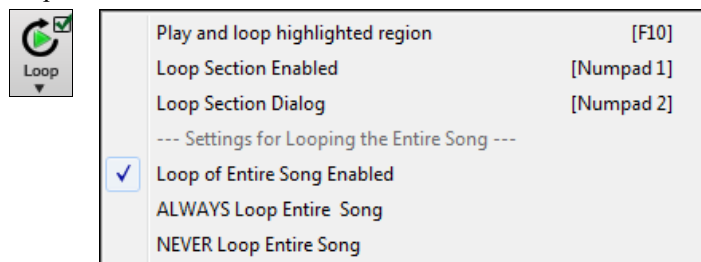 Loop
Play and loop highlighted region [F10]
Loop Section Enabled [Numpad 1]
Loop Section Dialog [Numpad 2]
--- Settings for Looping the Entire Song ---
Loop of Entire Song Enabled
ALWAYS Loop Entire  Song
NEVER Loop Entire Song